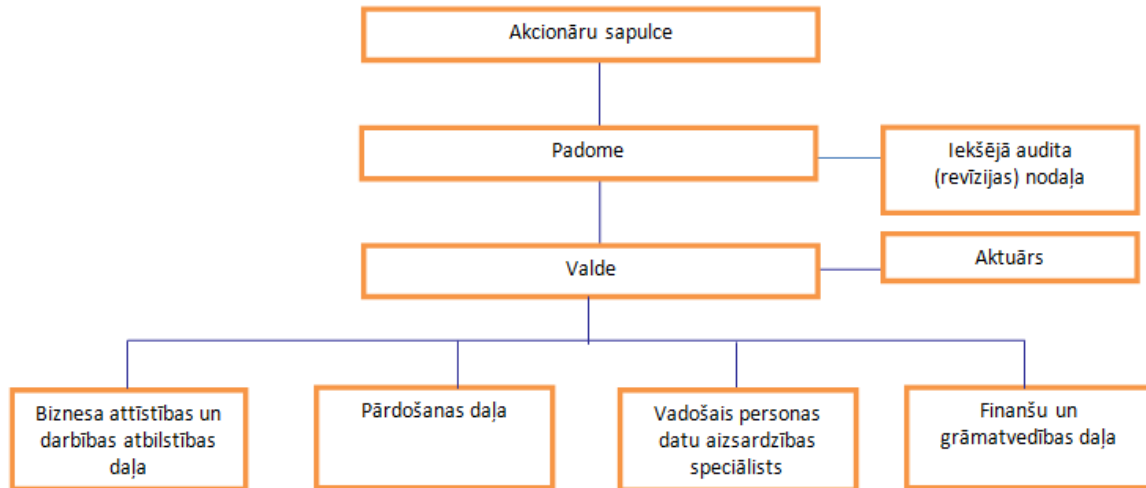 Akcionāru sapulce
Padome
Iekšējā audita
(revīzijas) nodaļa
Valde
Aktuārs
Biznesa attīstības un
darbības atbilstības
daļa
Pārdošanas daļa
Vadošais personas
datu aizsardzības
speciālists
Finanšu un
grāmatvedības daļa